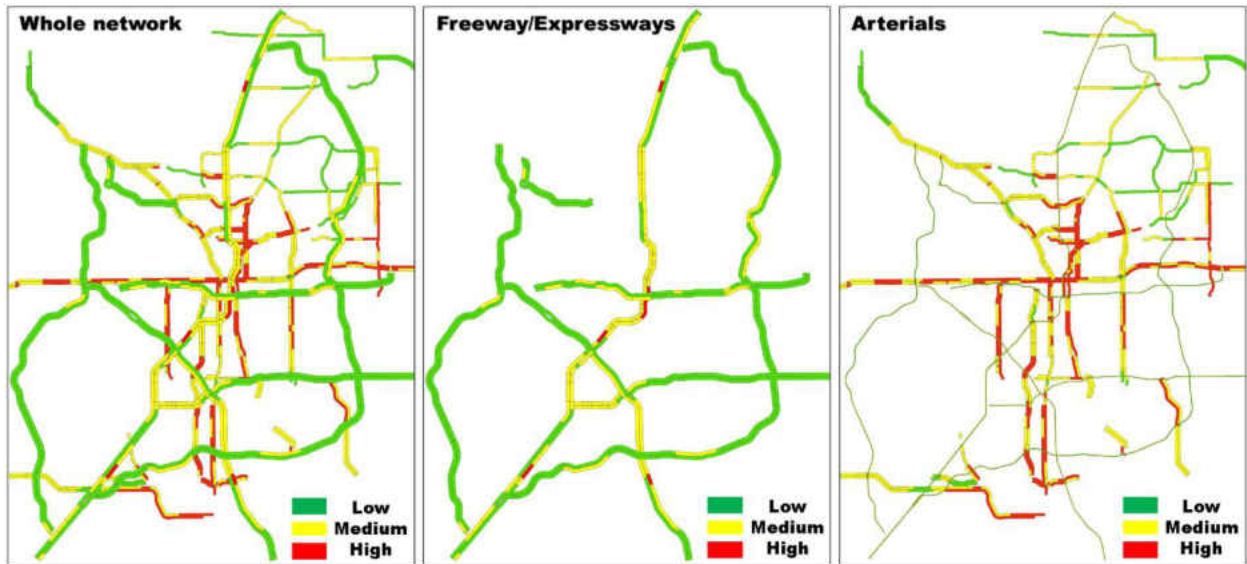 Whole network
Low
Medium
High
Freeway/Expressways
Low
Medium
High
Arterials
Low
Medium
High